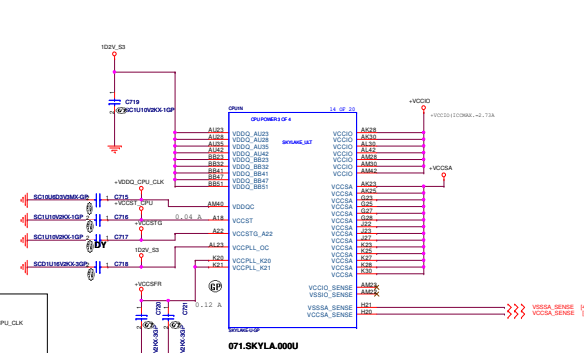 1D2V_S3
C719
SC1U10V2KX-1GP
CPU1N
14 OF 20
CPU POWER 3 OF 4
SKYLAKE_ULT
+VCCIO
+VCCIO(ICCMAX.=2.73A
AU23 VDDQ_AU23 VCCIO AK28
AU28 VDDQ_AU28 VCCIO AK30
AU35 VDDQ_AU35 VCCIO AL30
AU42 VDDQ_AU42 VCCIO AL42
BB23 VDDQ_BB23 VCCIO AM28
BB32 VDDQ_BB32 VCCIO AM30
BB41 VDDQ_BB41 VCCIO AM42
BB47 VDDQ_BB47
BB51 VDDQ_BB51
+VCCSA
VCCSA AK23
VCCSA AK25
VCCSA G23
VCCSA G25
VCCSA G27
VCCSA G28
VCCSA J22
VCCSA J23
VCCSA J27
VCCSA K23
VCCSA K25
VCCSA K27
VCCSA K28
VCCSA K30
+VDDQ_CPU_CLK
SC10U6D3V3MX-GP
C715
AM40 VDDQC
+VCCST_CPU
SC1U10V2KX-1GP
C716
0.04 A
A18 VCCST
+VCCSTG
SC1U10V2KX-1GP
C717
DY
A22 VCCSTG_A22
1D2V_S3
SCD1U16V2KX-3GP
C718
AL23 VCCPLL_OC
K20 VCCPLL_K20
K21 VCCPLL_K21
VCCIO_SENSE AM23
VSSIO_SENSE AM22
VSSSA_SENSE H21
VCCSA_SENSE H20
VSSSA_SENSE
VCCSA_SENSE
+VCCSFR
0.12 A
GP
C720
C721
SKYLAKE-U-GP
071.SKYLA.000U
PU_CLK